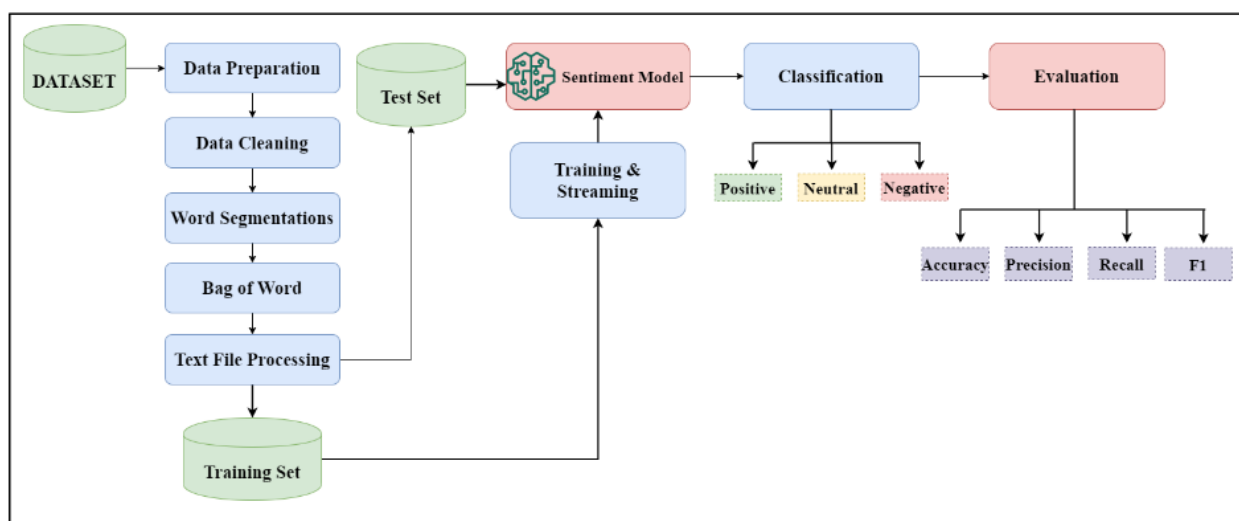 DATASET
Data Preparation
Data Cleaning
Word Segmentations
Bag of Word
Text File Processing
Training Set
Test Set
Sentiment Model
Training &
Streaming
Classification
Positive
Neutral
Negative
Evaluation
Accuracy
Precision
Recall
F1